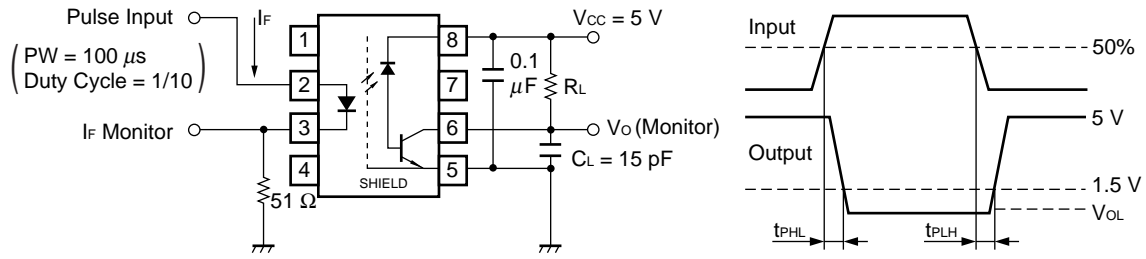 Pulse Input
IF
(PW = 100 μs
Duty Cycle = 1/10)
IF Monitor
51 Ω
1
2
3
4
SHIELD
8
7
6
5
VCC = 5 V
0.1
μF
RL
VO (Monitor)
CL = 15 pF
Input
50%
5 V
Output
1.5 V
VOL
tPHL
tPLH